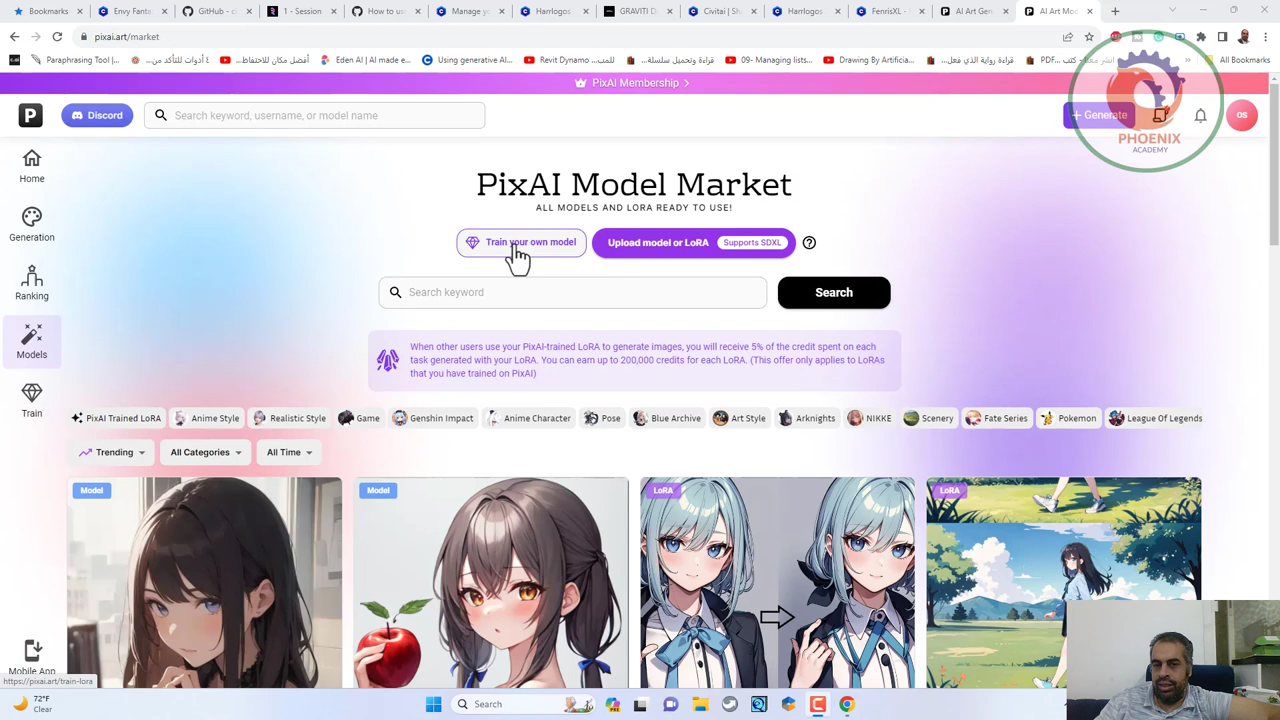 Bookmarks
Envy Fanta
GitHub - c
1 - Session
How to us
Manage yo
Harrlogos
GRAVITI D
Civitai | Sh
Harrlogos
FenrisXL
AI Art Gen
AI Art Mod
pixai.art/market
Paraphrasing Tool |
Eden AI | AI made e...
Using generative AI...
Revit Dynamo
09- Managing lists...
Drawing By Artificia...
All Bookmarks
PixAI Membership >
P
Discord
Search keyword, username, or model name
+ Generate
OS
PHOENIX
ACADEMY
Home
Generation
Ranking
Models
Train
Mobile App
PixAI Model Market
ALL MODELS AND LORA READY TO USE!
Train your own model
Upload model or LoRA
Supports SDXL
Search keyword
Search
When other users use your PixAI-trained LoRA to generate images, you will receive 5% of the credit spent on each
task generated with your LoRA. You can earn up to 200,000 credits for each LoRA. (This offer only applies to LoRAs
that you have trained on PixAI)
PixAI Trained LoRA
Anime Style
Realistic Style
Game
Genshin Impact
Anime Character
Pose
Blue Archive
Art Style
Arknights
NIKKE
Scenery
Fate Series
Pokemon
League Of Legends
Trending
All Categories
All Time
Model
Model
LoRA
LoRA
https://pixai.art/train-lora
72°F
Clear
Search